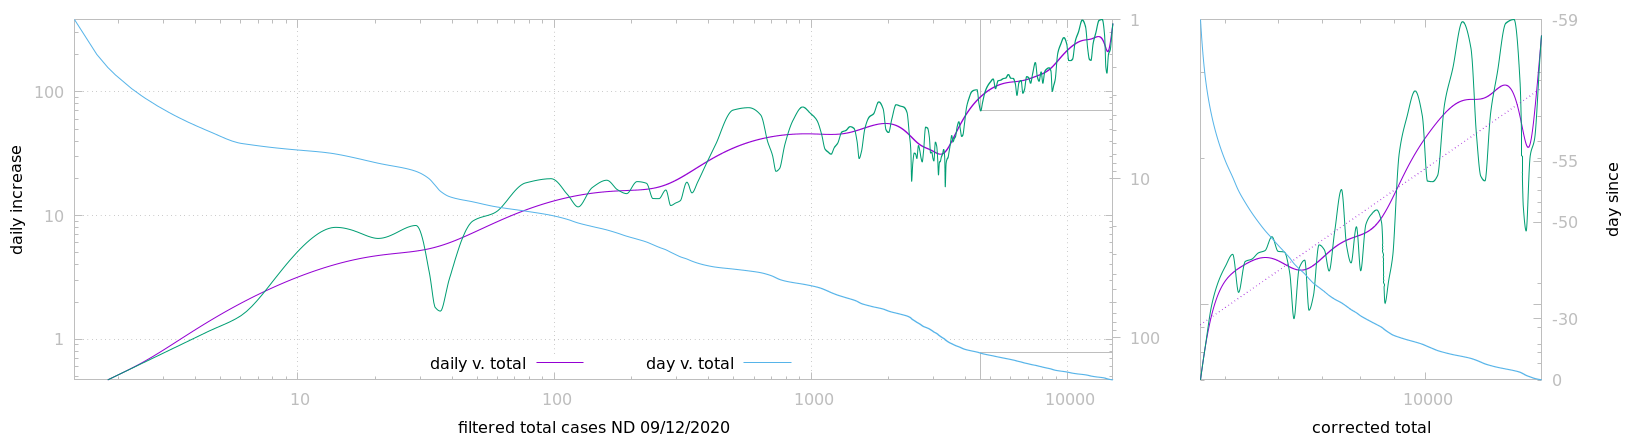 daily increase
100
10
1
10
100
1000
10000
1
10
100
daily v. total
day v. total
filtered total cases ND 09/12/2020
10000
corrected total
-59
-55
-50
-30
0
day since